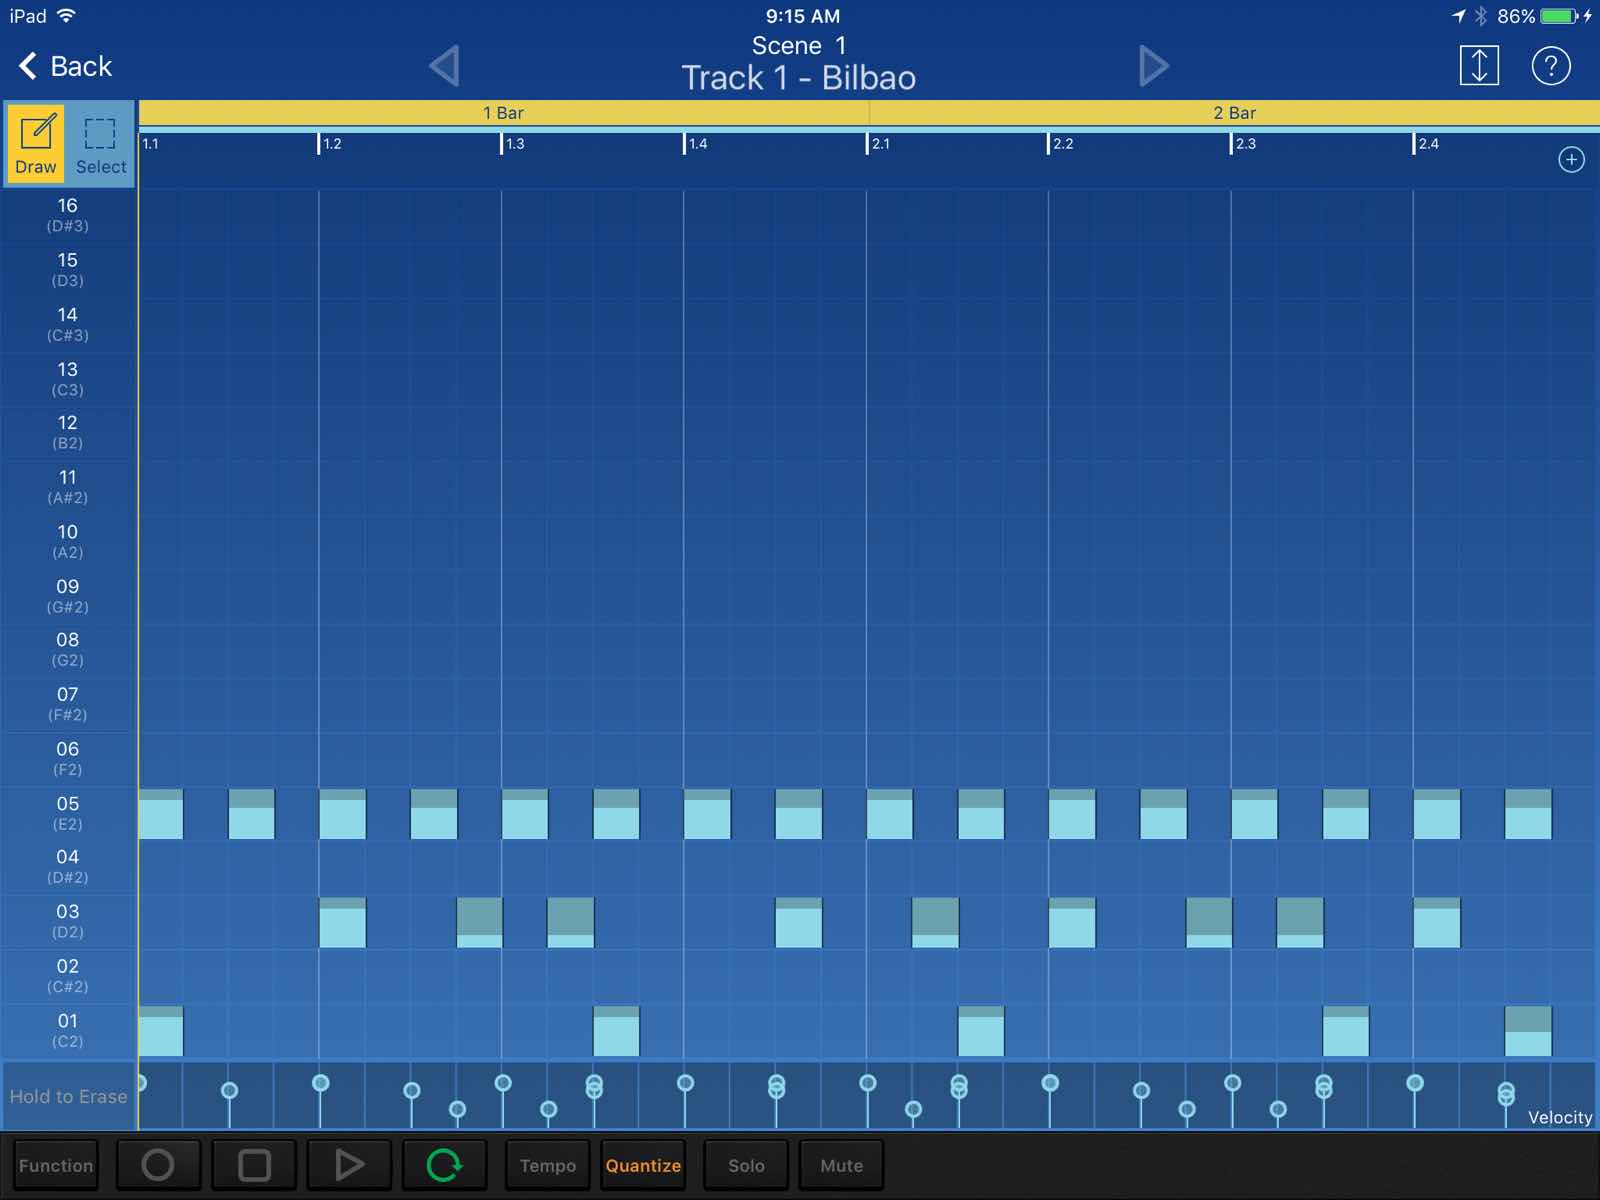 iPad 9:15 AM 86%
Back
Scene 1
Track 1 - Bilbao
?
1 Bar 2 Bar
Draw Select
1.1 1.2 1.3 1.4 2.1 2.2 2.3 2.4
16
(D#3)
15
(D3)
14
(C#3)
13
(C3)
12
(B2)
11
(A#2)
10
(A2)
09
(G#2)
08
(G2)
07
(F#2)
06
(F2)
05
(E2)
04
(D#2)
03
(D2)
02
(C#2)
01
(C2)
Hold to Erase
Velocity
Function Tempo Quantize Solo Mute